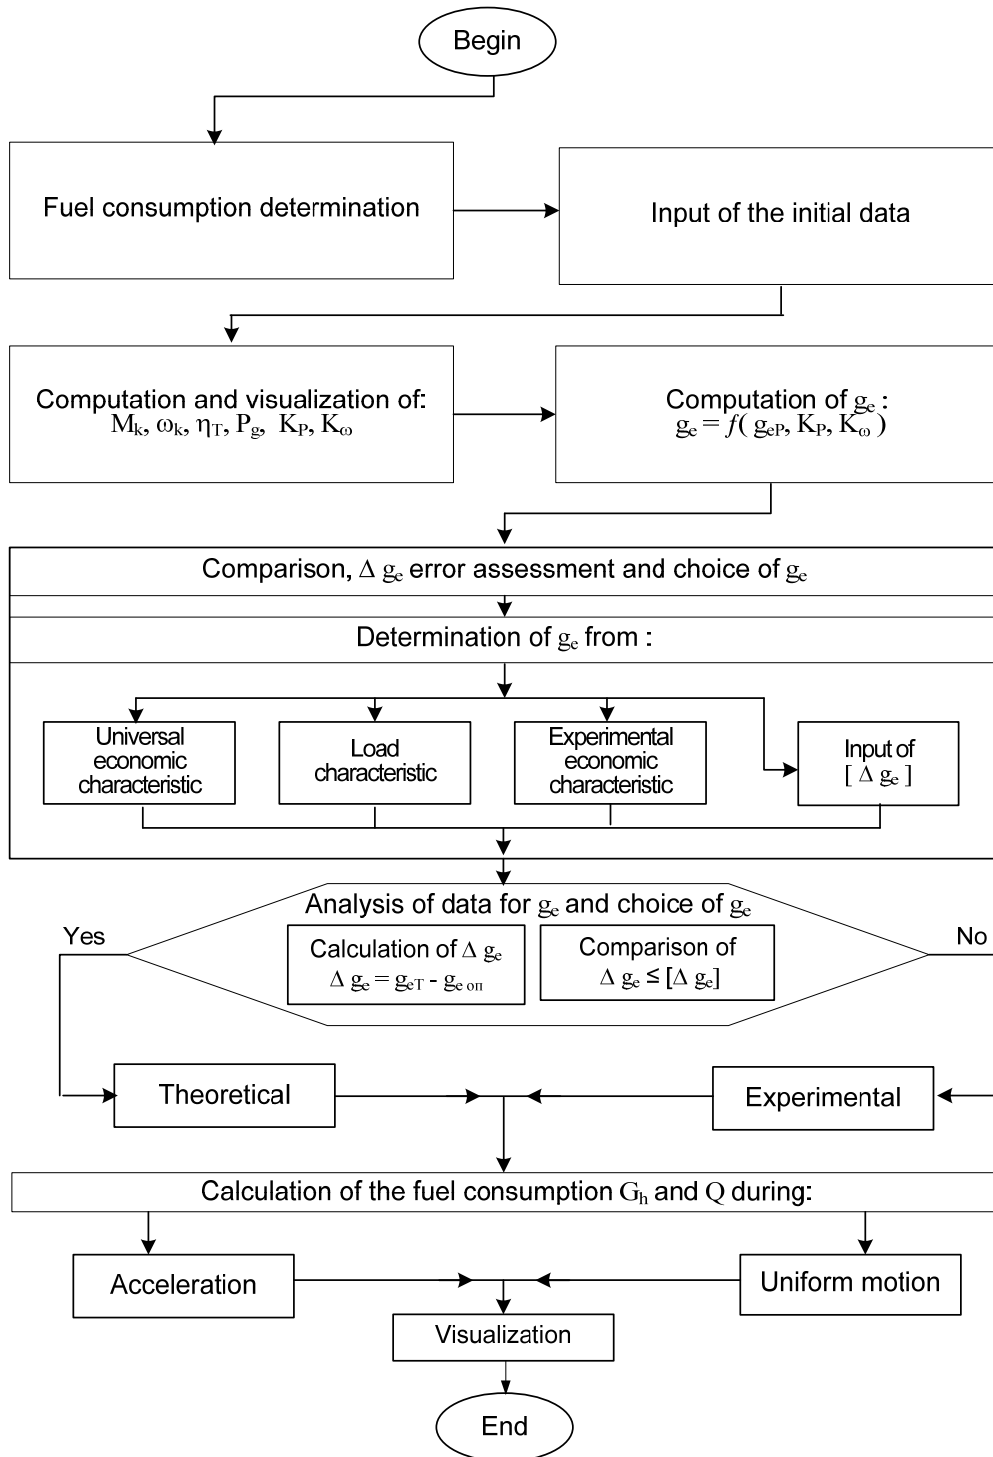 Begin
Fuel consumption determination
Input of the initial data
Computation and visualization of:
Mk, ωk, ηT, Pg, KP, Kω
Computation of ge :
ge = f( geP, KP, Kω )
Comparison, Δ ge error assessment and choice of ge
Determination of ge from :
Universal
economic
characteristic
Load
characteristic
Experimental
economic
characteristic
Input of
[ Δ ge ]
Analysis of data for ge and choice of ge
Yes
No
Calculation of Δ ge
Δ ge = geT - ge оп
Comparison of
Δ ge ≤ [Δ ge]
Theoretical
Experimental
Calculation of the fuel consumption Gh and Q during:
Acceleration
Uniform motion
Visualization
End